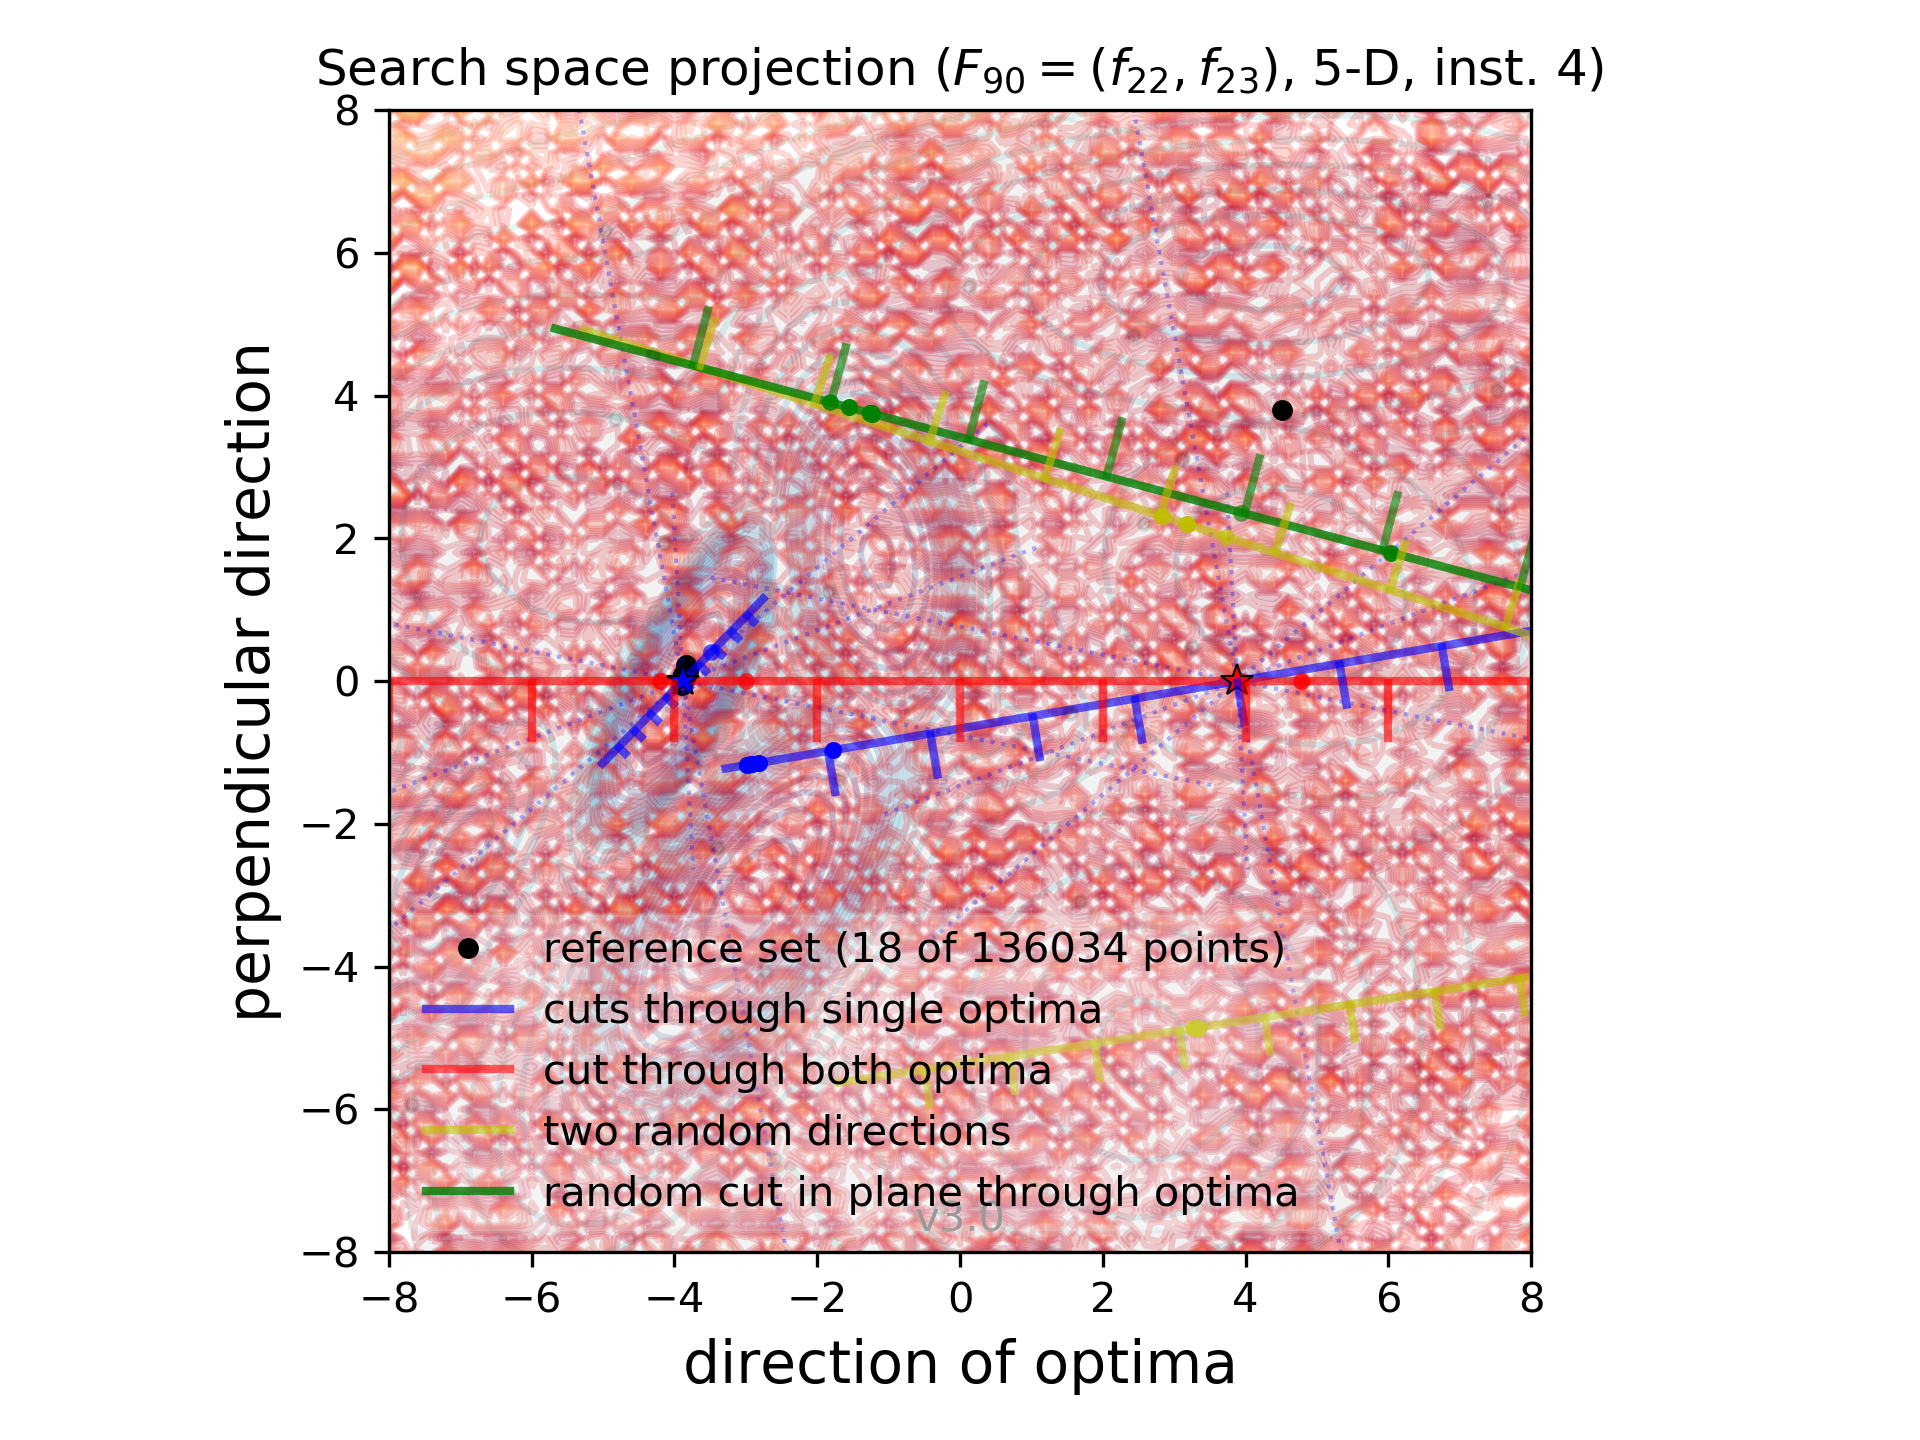 Search space projection (F90 = (f22, f23), 5-D, inst. 4)
8
6
4
2
0
−2
−4
−6
−8
perpendicular direction
reference set (18 of 136034 points)
cuts through single optima
cut through both optima
two random directions
random cut in plane through optima
v3.0
−8 −6 −4 −2 0 2 4 6 8
direction of optima